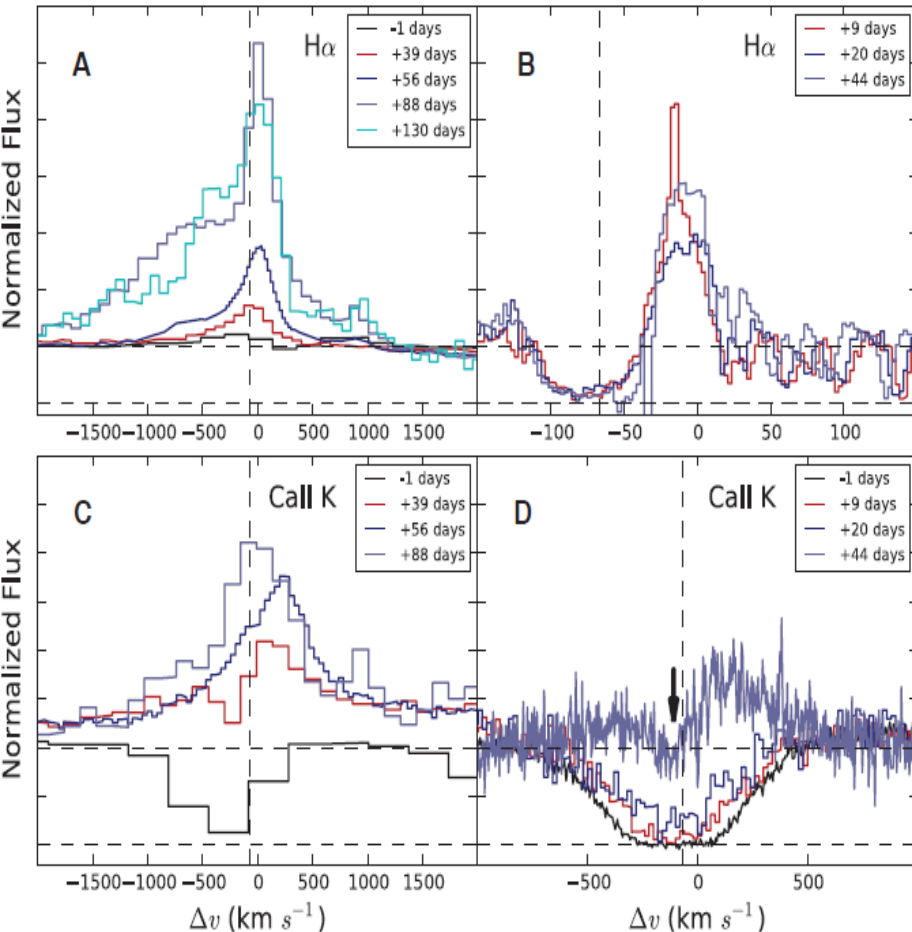 A
Hα
-1 days
+39 days
+56 days
+88 days
+130 days
B
Hα
+9 days
+20 days
+44 days
Normalized Flux
−1500 −1000 −500 0 500 1000 1500
−100 −50 0 50 100
C
CaII K
-1 days
+39 days
+56 days
+88 days
D
CaII K
-1 days
+9 days
+20 days
+44 days
Normalized Flux
−1500 −1000 −500 0 500 1000 1500
−500 0 500
Δv (km s⁻¹)
Δv (km s⁻¹)